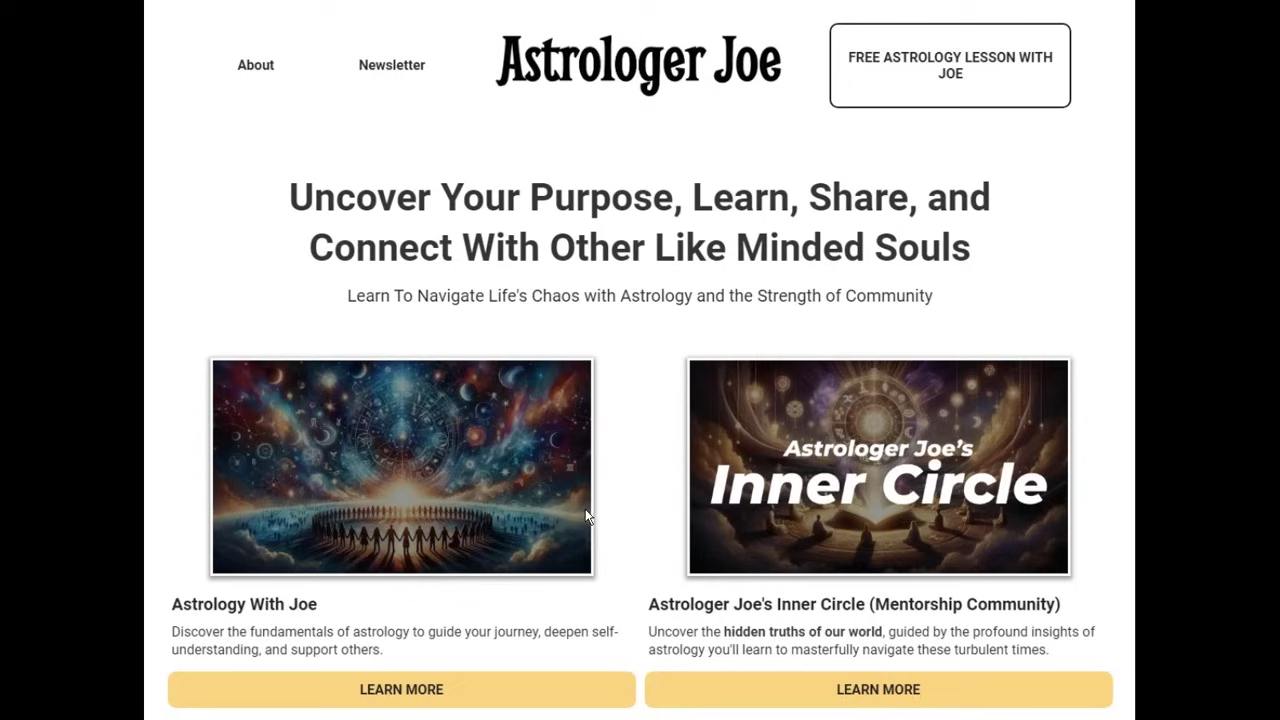 About
Newsletter
Astrologer Joe
FREE ASTROLOGY LESSON WITH
JOE
Uncover Your Purpose, Learn, Share, and
Connect With Other Like Minded Souls
Learn To Navigate Life's Chaos with Astrology and the Strength of Community
Astrologer Joe's
Inner Circle
Astrology With Joe
Discover the fundamentals of astrology to guide your journey, deepen self-
understanding, and support others.
LEARN MORE
Astrologer Joe's Inner Circle (Mentorship Community)
Uncover the hidden truths of our world, guided by the profound insights of
astrology you'll learn to masterfully navigate these turbulent times.
LEARN MORE